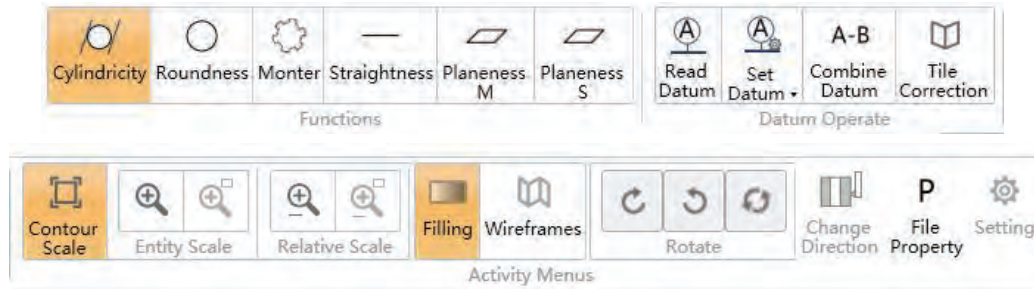 Cylindricity Roundness Monter Straightness Planeness M Planeness S
Functions
A Read Datum A Set Datum A-B Combine Datum Tile Correction
Datum Operate
Contour Scale Entity Scale Relative Scale Filling Wireframes Rotate Change Direction P File Property Setting
Activity Menus